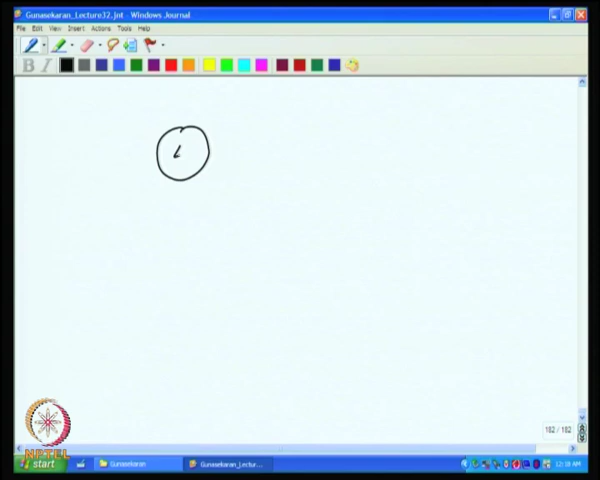 Gunasekaran_Lecture32.jnt - Windows Journal
File Edit View Insert Actions Tools Help
B I
182 / 182
NPTEL
start Gunasekaran Gunasekaran_Lectur... 12:38 AM